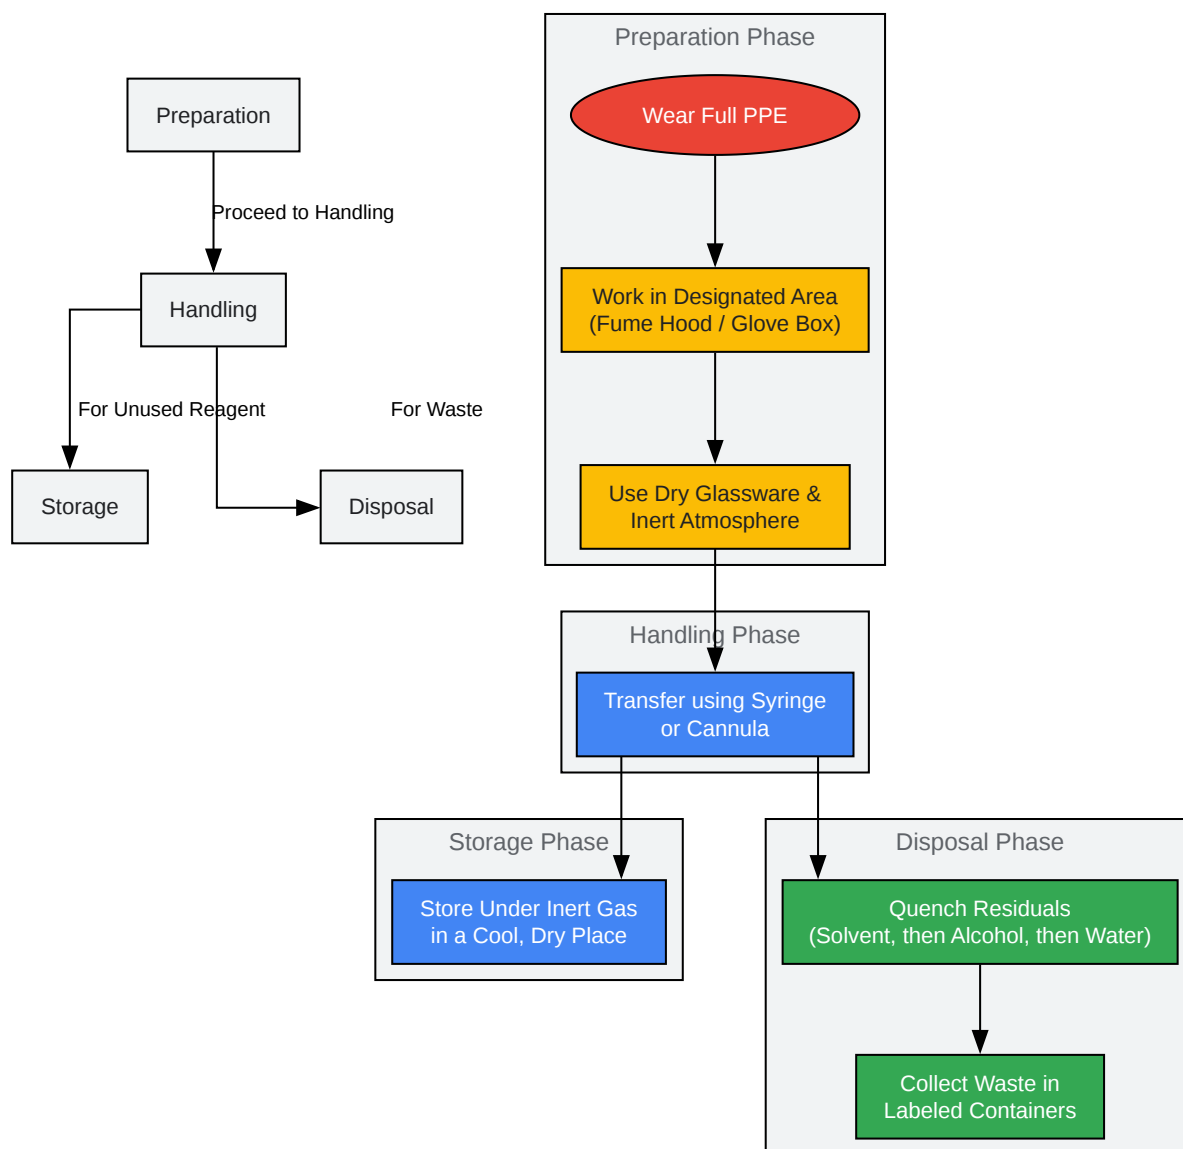 Preparation
Proceed to Handling
Handling
For Unused Reagent
For Waste
Storage
Disposal
Preparation Phase
Wear Full PPE
Work in Designated Area
(Fume Hood / Glove Box)
Use Dry Glassware &
Inert Atmosphere
Handling Phase
Transfer using Syringe
or Cannula
Storage Phase
Store Under Inert Gas
in a Cool, Dry Place
Disposal Phase
Quench Residuals
(Solvent, then Alcohol, then Water)
Collect Waste in
Labeled Containers